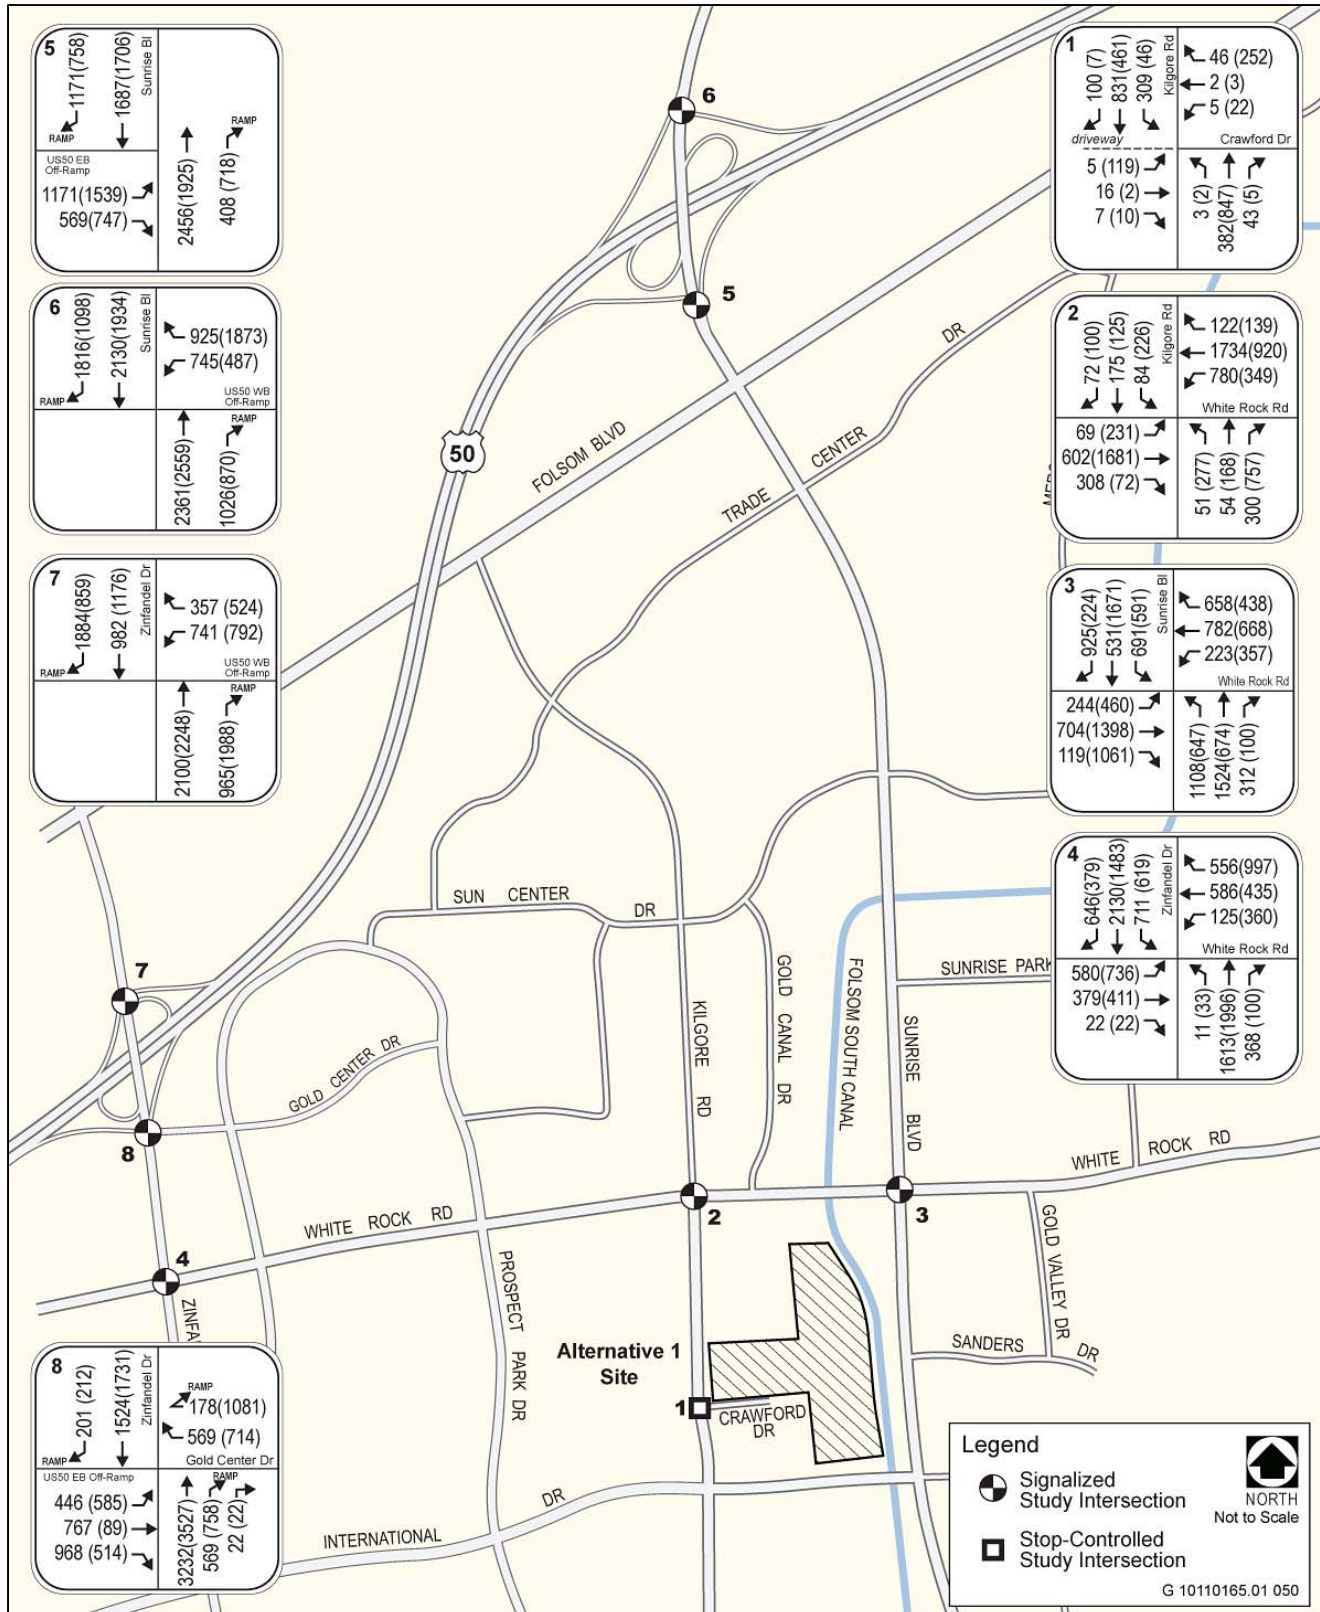 5
1171(758)
1687(1706)
Sunrise Bl
RAMP
US50 EB
Off-Ramp
1171(1539)
569(747)
2456(1925)
408 (718)
RAMP
6
1816(1098)
2130(1934)
Sunrise Bl
RAMP
925(1873)
745(487)
US50 WB
Off-Ramp
2361(2559)
1026(870)
RAMP
7
1884(859)
982 (1176)
Zinfandel Dr
RAMP
357 (524)
741 (792)
US50 WB
Off-Ramp
2100(2248)
965(1988)
RAMP
1
100 (7)
831(461)
309 (46)
Kilgore Rd
46 (252)
2 (3)
5 (22)
driveway
Crawford Dr
5 (119)
16 (2)
7 (10)
3 (2)
382(847)
43 (5)
2
72 (100)
175 (125)
84 (226)
Kilgore Rd
122(139)
1734(920)
780(349)
White Rock Rd
69 (231)
602(1681)
308 (72)
51 (277)
54 (168)
300 (757)
3
925(224)
531(1671)
691(591)
Sunrise Bl
658(438)
782(668)
223(357)
White Rock Rd
244(460)
704(1398)
119(1061)
1108(647)
1524(674)
312 (100)
4
646(379)
2130(1483)
711 (619)
Zinfandel Dr
556(997)
586(435)
125(360)
White Rock Rd
580(736)
379(411)
22 (22)
11 (33)
1613(1996)
368 (100)
8
201 (212)
1524(1731)
Zinfandel Dr
RAMP
RAMP
178(1081)
569 (714)
Gold Center Dr
US50 EB Off-Ramp
446 (585)
767 (89)
968 (514)
3232(3527)
569 (758)
22 (22)
RAMP
6
5
50
FOLSOM BLVD
TRADE CENTER DR
SUN CENTER DR
7
8
GOLD CENTER DR
KILGORE RD
GOLD CANAL DR
FOLSOM SOUTH CANAL
SUNRISE BLVD
SUNRISE PARK
WHITE ROCK RD
WHITE ROCK RD
2
3
4
ZINFA
PROSPECT PARK DR
GOLD VALLEY DR
SANDERS DR
Alternative 1
Site
1
CRAWFORD
DR
INTERNATIONAL DR
Legend
Signalized
Study Intersection
Stop-Controlled
Study Intersection
NORTH
Not to Scale
G 10110165.01 050